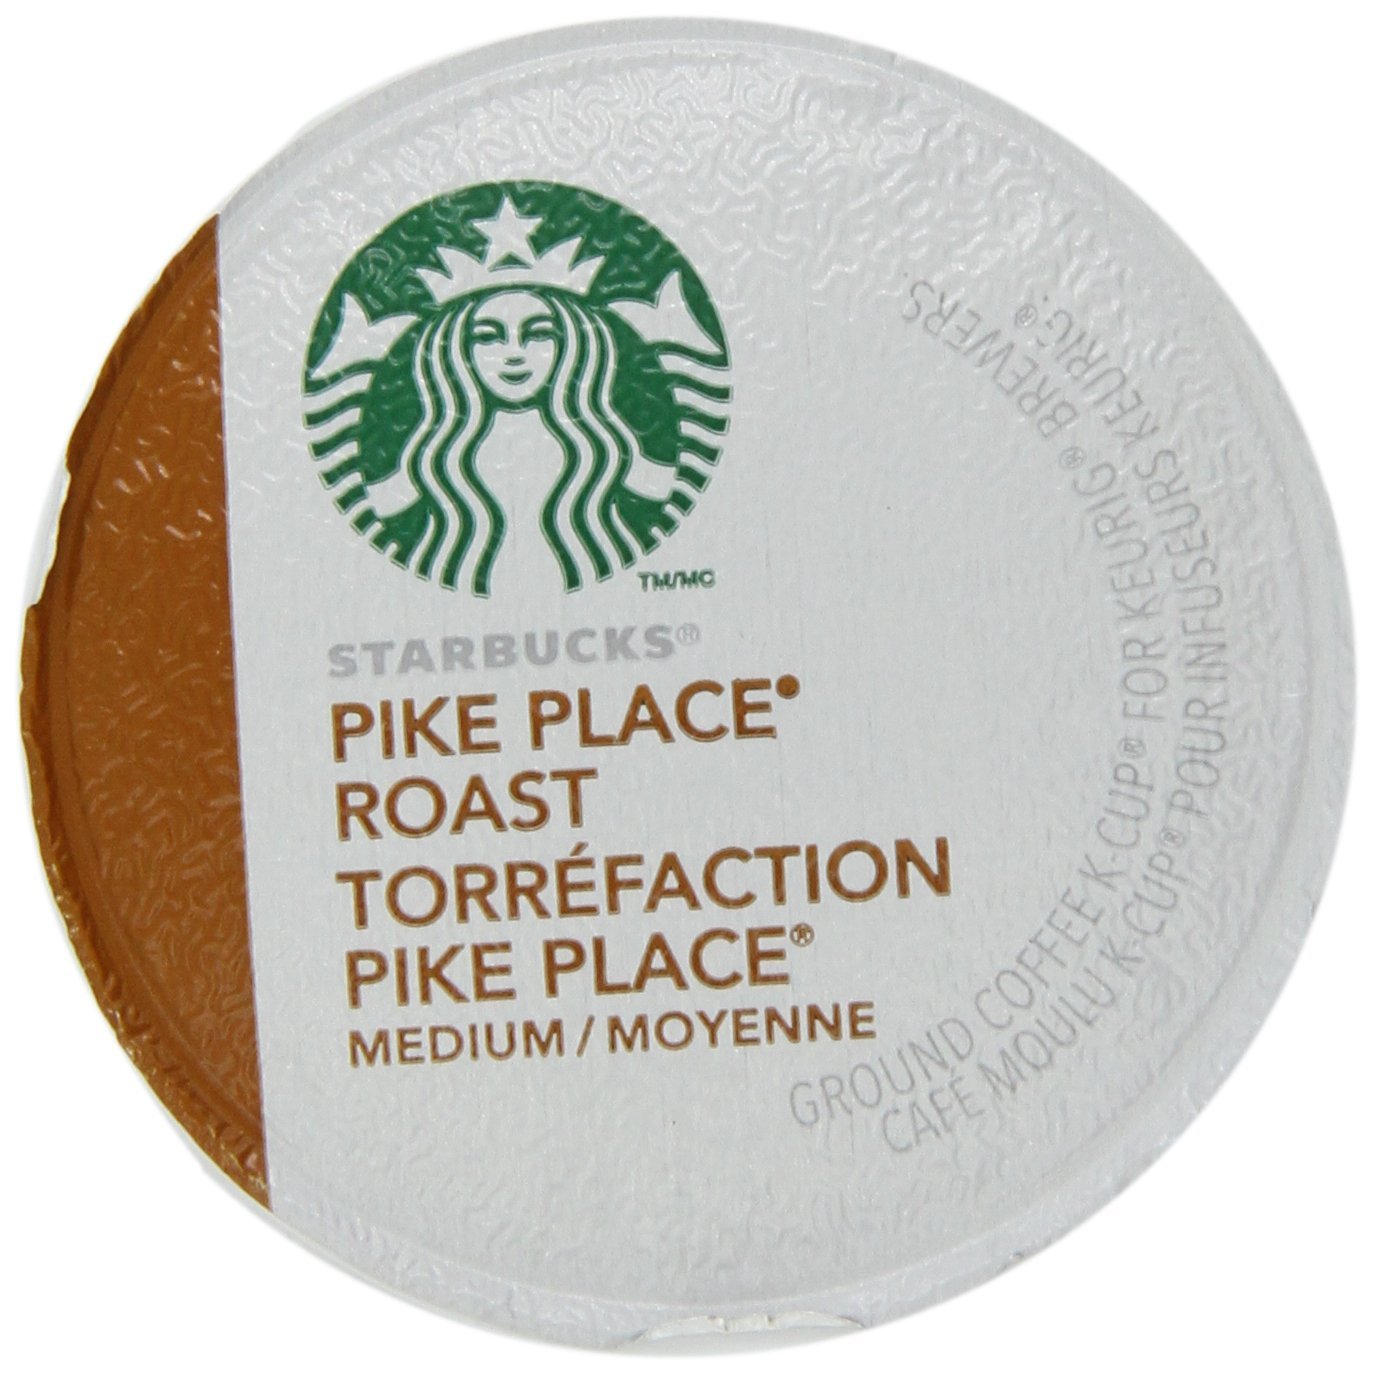 TM/MC
STARBUCKS®
PIKE PLACE®
ROAST
TORRÉFACTION
PIKE PLACE®
MEDIUM / MOYENNE
GROUND COFFEE K-CUP® FOR KEURIG® BREWERS
CAFÉ MOULU K-CUP® POUR INFUSEURS KEURIG®